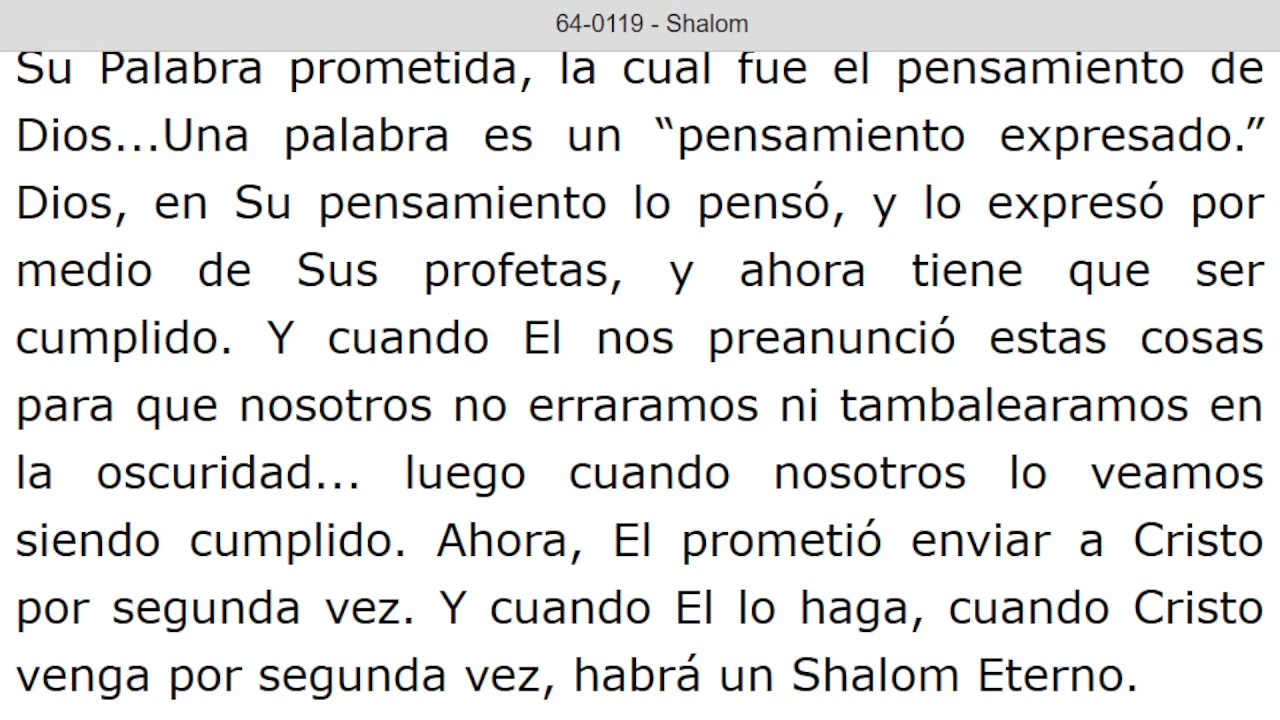 64-0119 - Shalom
Su Palabra prometida, la cual fue el pensamiento de
Dios...Una palabra es un “pensamiento expresado.”
Dios, en Su pensamiento lo pensó, y lo expresó por
medio de Sus profetas, y ahora tiene que ser
cumplido. Y cuando El nos preanunció estas cosas
para que nosotros no erraramos ni tambalearamos en
la oscuridad... luego cuando nosotros lo veamos
siendo cumplido. Ahora, El prometió enviar a Cristo
por segunda vez. Y cuando El lo haga, cuando Cristo
venga por segunda vez, habrá un Shalom Eterno.